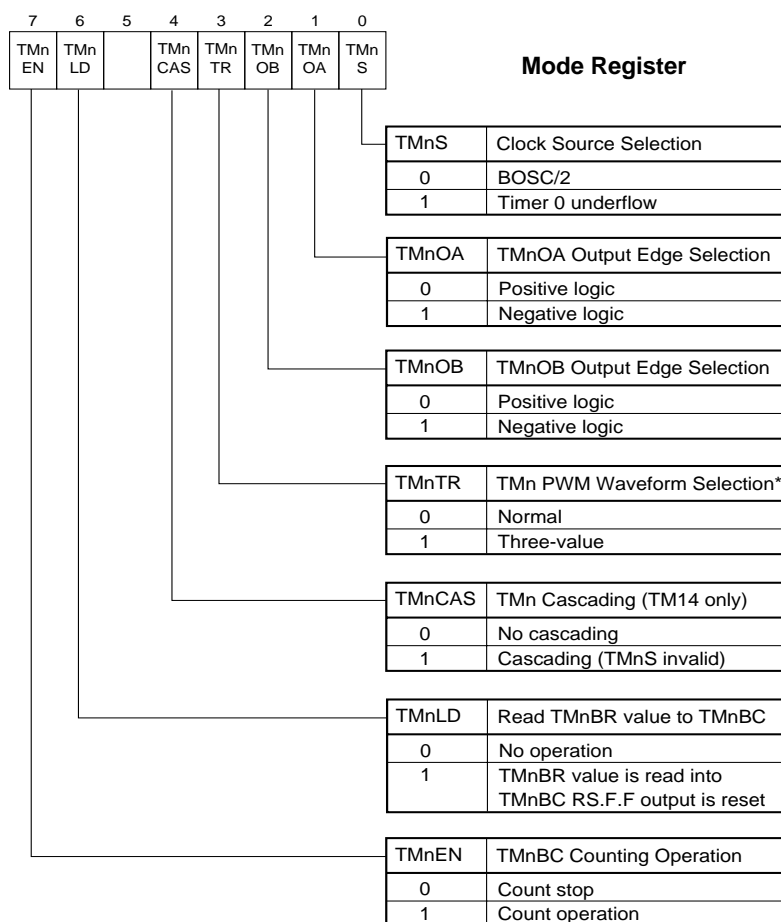 7 6 5 4 3 2 1 0
TMn EN TMn LD TMn CAS TMn TR TMn OB TMn OA TMn S
Mode Register
TMnS Clock Source Selection
0 BOSC/2
1 Timer 0 underflow
TMnOA TMnOA Output Edge Selection
0 Positive logic
1 Negative logic
TMnOB TMnOB Output Edge Selection
0 Positive logic
1 Negative logic
TMnTR TMn PWM Waveform Selection*
0 Normal
1 Three-value
TMnCAS TMn Cascading (TM14 only)
0 No cascading
1 Cascading (TMnS invalid)
TMnLD Read TMnBR value to TMnBC
0 No operation
1 TMnBR value is read into
TMnBC RS.F.F output is reset
TMnEN TMnBC Counting Operation
0 Count stop
1 Count operation